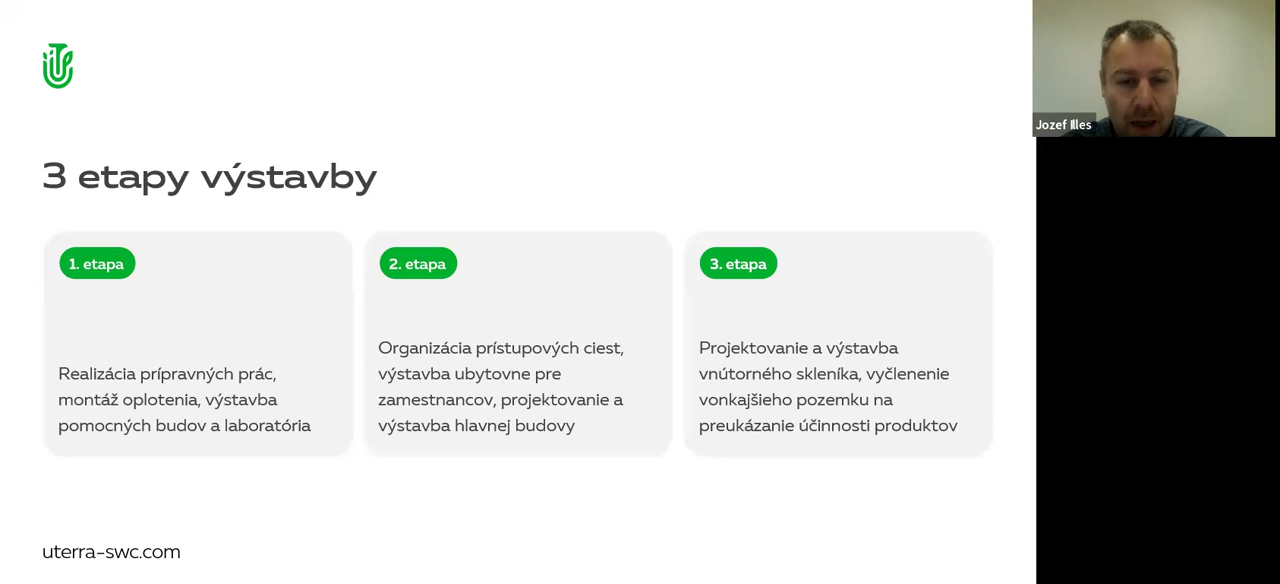 3 etapy výstavby
1. etapa
Realizácia prípravných prác,
montáž oplotenia, výstavba
pomocných budov a laboratória
2. etapa
Organizácia prístupových ciest,
výstavba ubytovne pre
zamestnancov, projektovanie a
výstavba hlavnej budovy
3. etapa
Projektovanie a výstavba
vnútorného skleníka, vyčlenenie
vonkajšieho pozemku na
preukázanie účinnosti produktov
uterra-swc.com
Jozef Illes